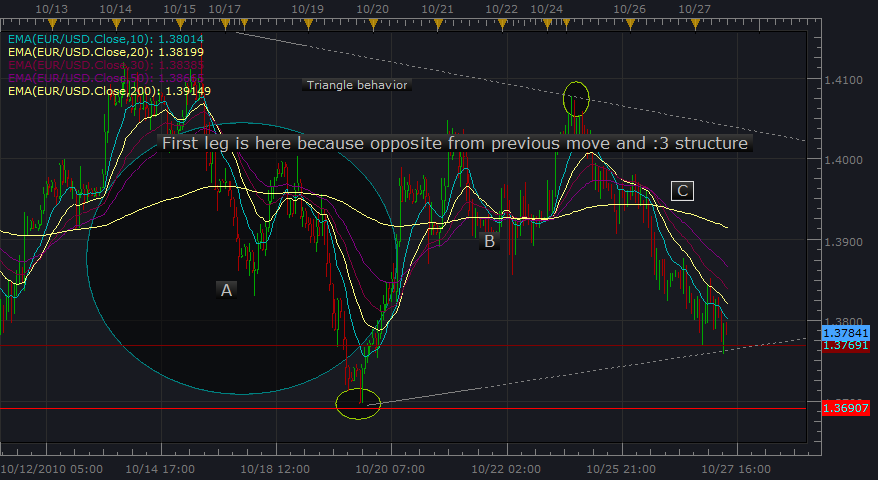 10/13 10/14 10/15 10/17 10/19 10/20 10/21 10/22 10/24 10/26 10/27
EMA(EUR/USD.Close,10): 1.38014
EMA(EUR/USD.Close,20): 1.38199
EMA(EUR/USD.Close,200): 1.39149
Triangle behavior
1.4100
First leg is here because opposite from previous move and :3 structure
1.4000
C
B
1.3900
A
1.3800
1.37841
1.37691
1.36907
10/12/2010 05:00 10/14 17:00 10/18 12:00 10/20 07:00 10/22 02:00 10/25 21:00 10/27 16:00